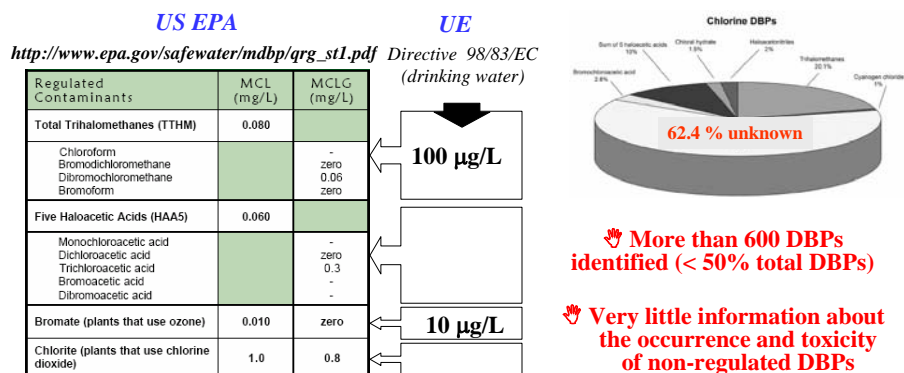 US EPA
http://www.epa.gov/safewater/mdbp/qrg_st1.pdf
Regulated Contaminants MCL (mg/L) MCLG (mg/L)
Total Trihalomethanes (TTHM) 0.080
Chloroform -
Bromodichloromethane zero
Dibromochloromethane 0.06
Bromoform zero
Five Haloacetic Acids (HAA5) 0.060
Monochloroacetic acid -
Dichloroacetic acid zero
Trichloroacetic acid 0.3
Bromoacetic acid -
Dibromoacetic acid -
Bromate (plants that use ozone) 0.010 zero
Chlorite (plants that use chlorine
dioxide) 1.0 0.8
UE
Directive 98/83/EC
(drinking water)
100 µg/L
10 µg/L
Chlorine DBPs
Sum of 5 haloacetic acids
10%
Chloral hydrate
1.5%
Haloacetonitriles
2%
Trihalomethanes
20.1%
Bromochloroacetic acid
2.8%
Cyanogen chloride
1%
62.4 % unknown
More than 600 DBPs
identified (< 50% total DBPs)
Very little information about
the occurrence and toxicity
of non-regulated DBPs